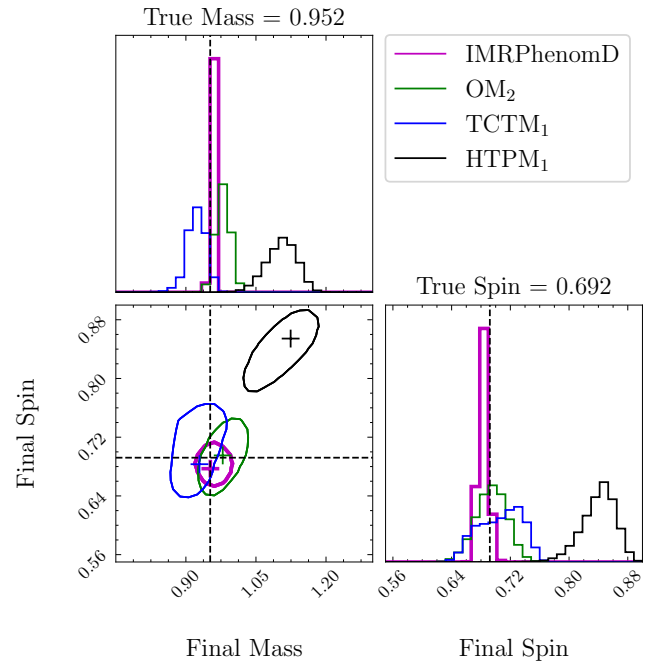 True Mass = 0.952
IMRPhenomD
OM₂
TCTM₁
HTPM₁
True Spin = 0.692
0.88
0.80
0.72
0.64
0.56
Final Spin
0.90 1.05 1.20
Final Mass
0.56 0.64 0.72 0.80 0.88
Final Spin